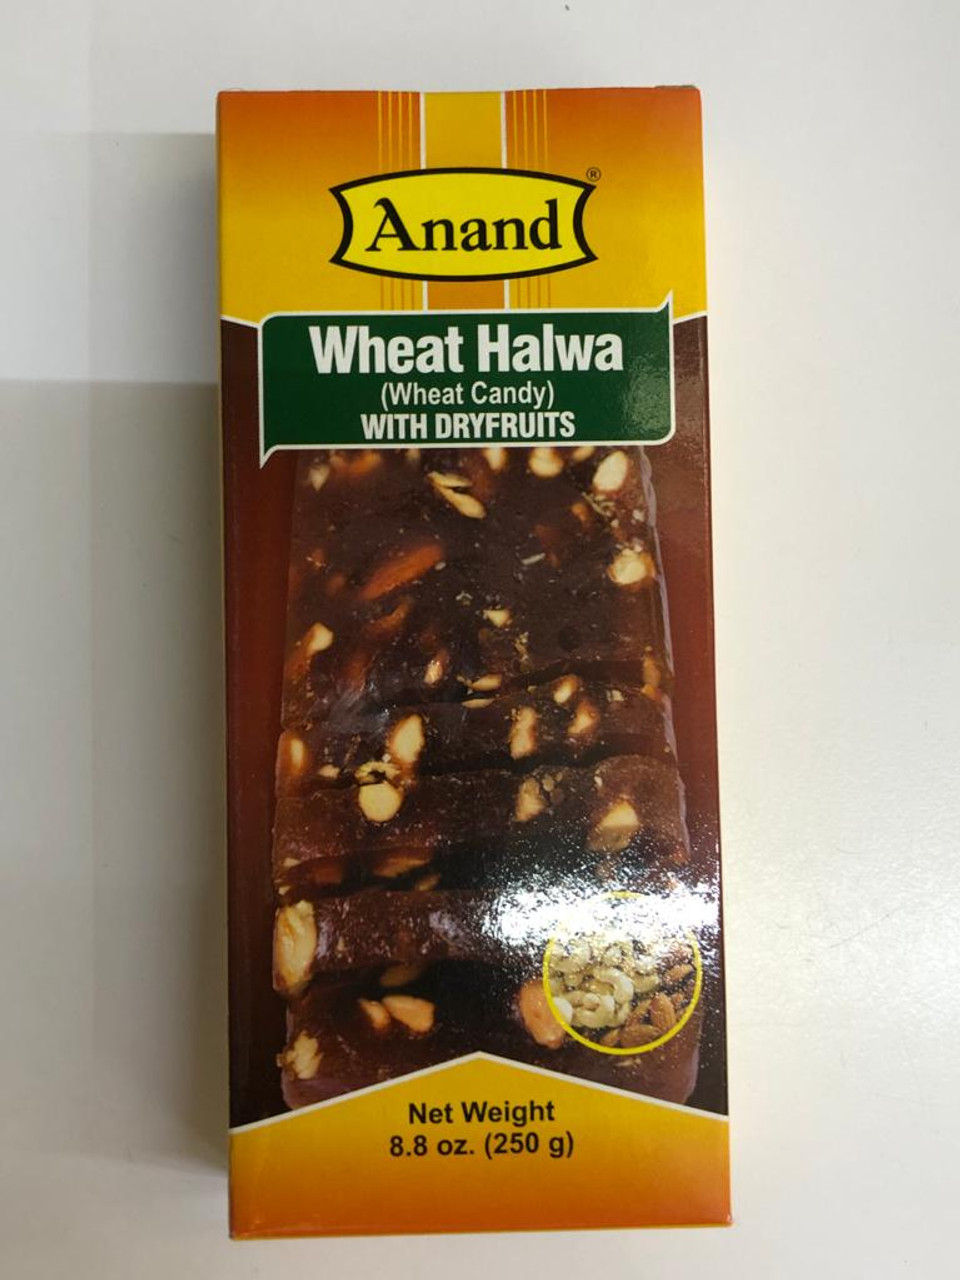 Anand®
Wheat Halwa
(Wheat Candy)
WITH DRYFRUITS
Net Weight
8.8 oz. (250 g)